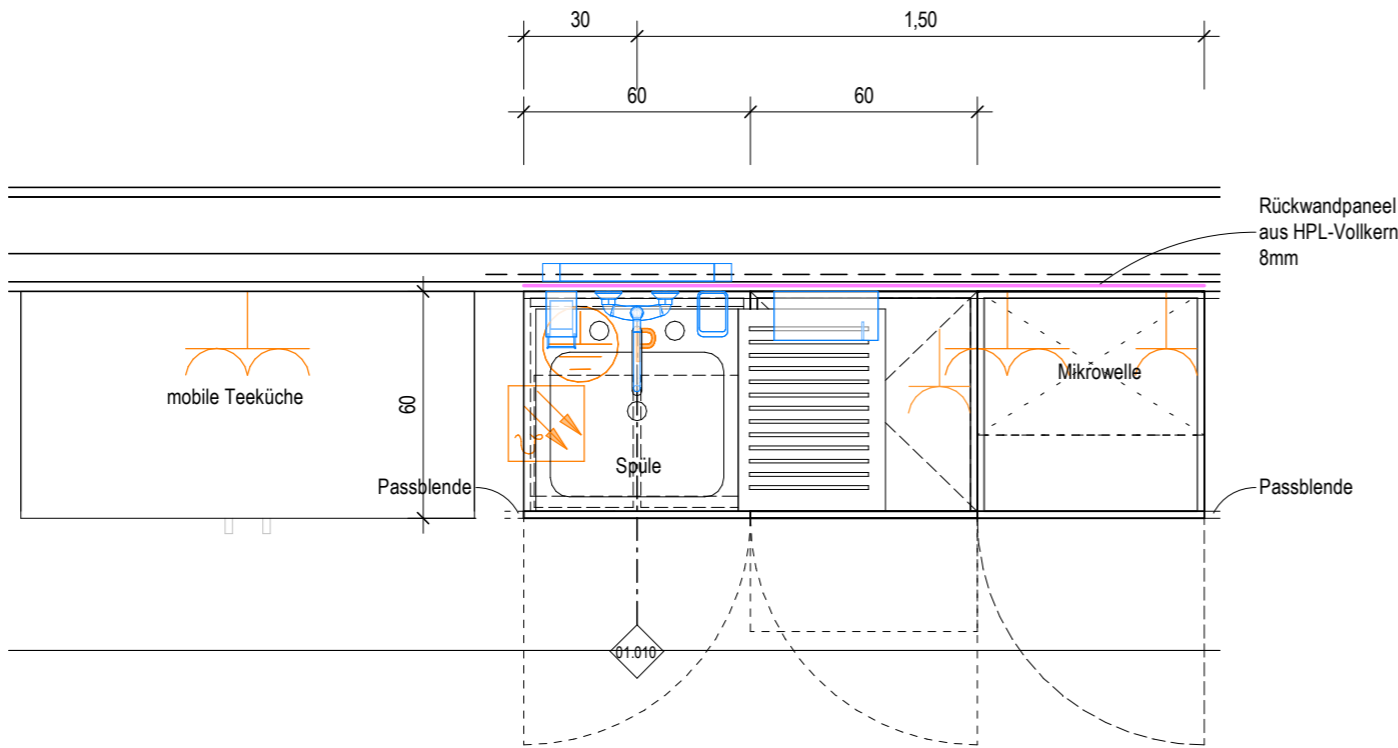 30
1,50
60
60
Rückwandpaneel
aus HPL-Vollkern
8mm
mobile Teeküche
60
Mikrowelle
Spüle
Passblende
Passblende
01.010